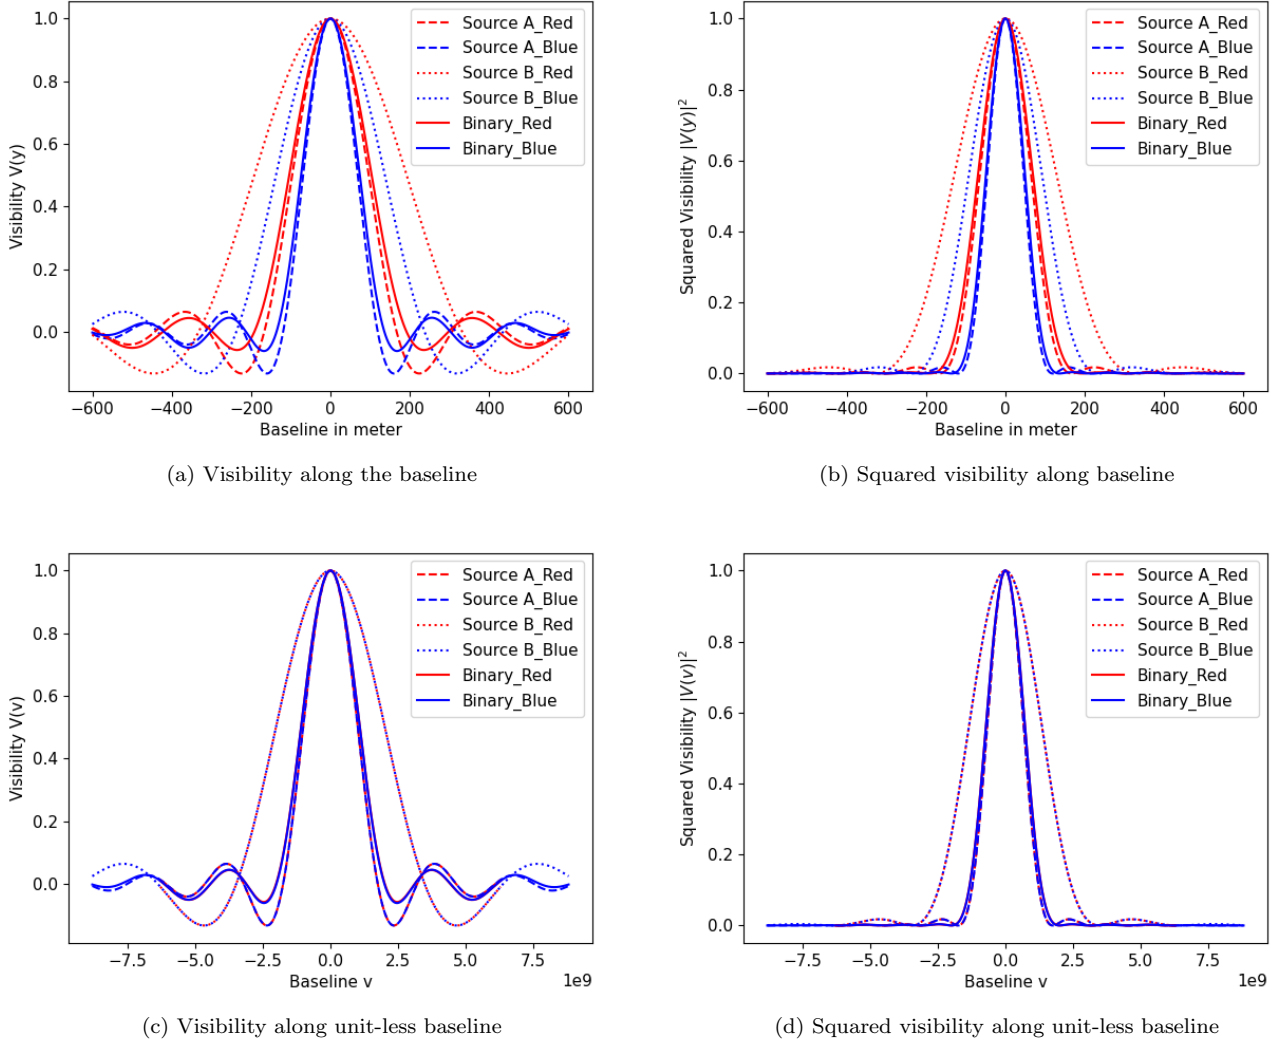 1.0
0.8
0.6
0.4
0.2
0.0
Visibility V(y)
−600 −400 −200 0 200 400 600
Baseline in meter
Source A_Red
Source A_Blue
Source B_Red
Source B_Blue
Binary_Red
Binary_Blue
(a) Visibility along the baseline
1.0
0.8
0.6
0.4
0.2
0.0
Squared Visibility |V(y)|²
−600 −400 −200 0 200 400 600
Baseline in meter
Source A_Red
Source A_Blue
Source B_Red
Source B_Blue
Binary_Red
Binary_Blue
(b) Squared visibility along baseline
1.0
0.8
0.6
0.4
0.2
0.0
Visibility V(v)
−7.5 −5.0 −2.5 0.0 2.5 5.0 7.5
Baseline v
1e9
Source A_Red
Source A_Blue
Source B_Red
Source B_Blue
Binary_Red
Binary_Blue
(c) Visibility along unit-less baseline
1.0
0.8
0.6
0.4
0.2
0.0
Squared Visibility |V(v)|²
−7.5 −5.0 −2.5 0.0 2.5 5.0 7.5
Baseline v
1e9
Source A_Red
Source A_Blue
Source B_Red
Source B_Blue
Binary_Red
Binary_Blue
(d) Squared visibility along unit-less baseline